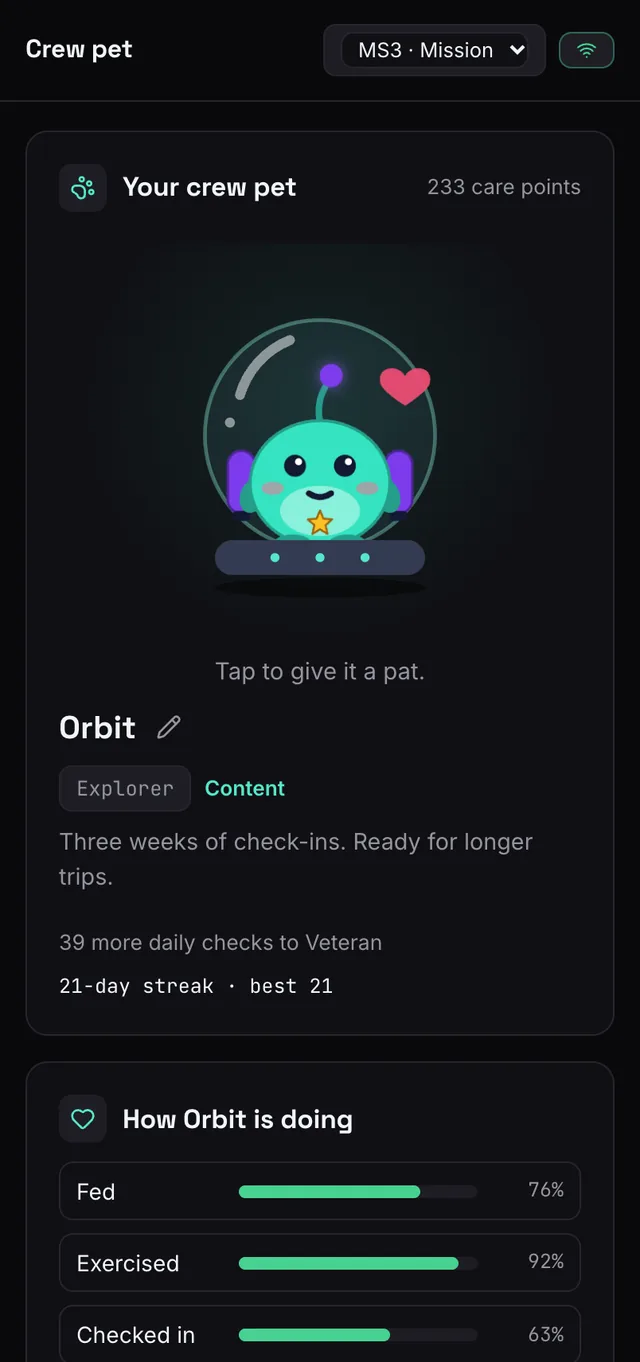 Crew pet
MS3 · Mission
Your crew pet
233 care points
Tap to give it a pat.
Orbit
Explorer
Content
Three weeks of check-ins. Ready for longer
trips.
39 more daily checks to Veteran
21-day streak · best 21
How Orbit is doing
Fed
76%
Exercised
92%
Checked in
63%